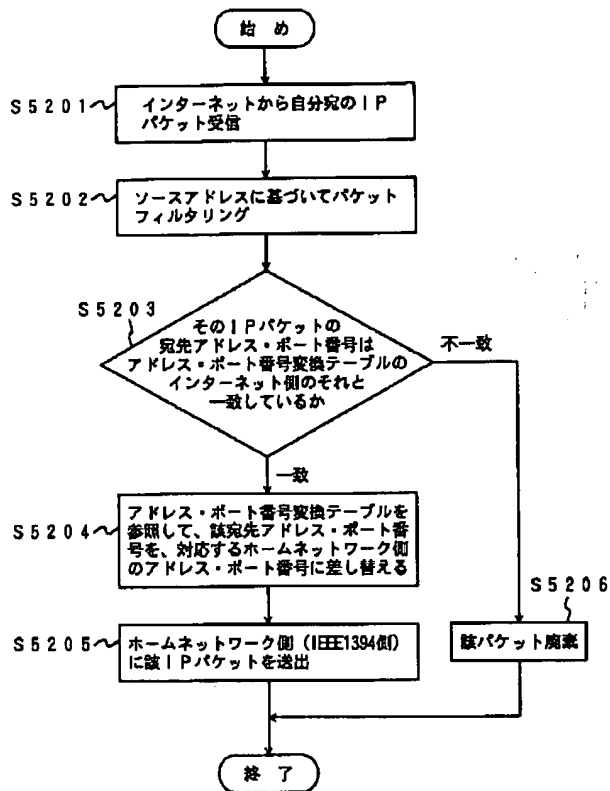 始 め
S5201
インターネットから自分宛のIP
パケット受信
S5202
ソースアドレスに基づいてパケット
フィルタリング
S5203
そのIPパケットの
宛先アドレス・ポート番号は
アドレス・ポート番号変換テーブルの
インターネット側のそれと
一致しているか
不一致
一致
S5204
アドレス・ポート番号変換テーブルを
参照して、該宛先アドレス・ポート番
号を、対応するホームネットワーク側
のアドレス・ポート番号に差し替える
S5206
該パケット廃棄
S5205
ホームネットワーク側(IEEE1394側)
に該IPパケットを送出
終 了